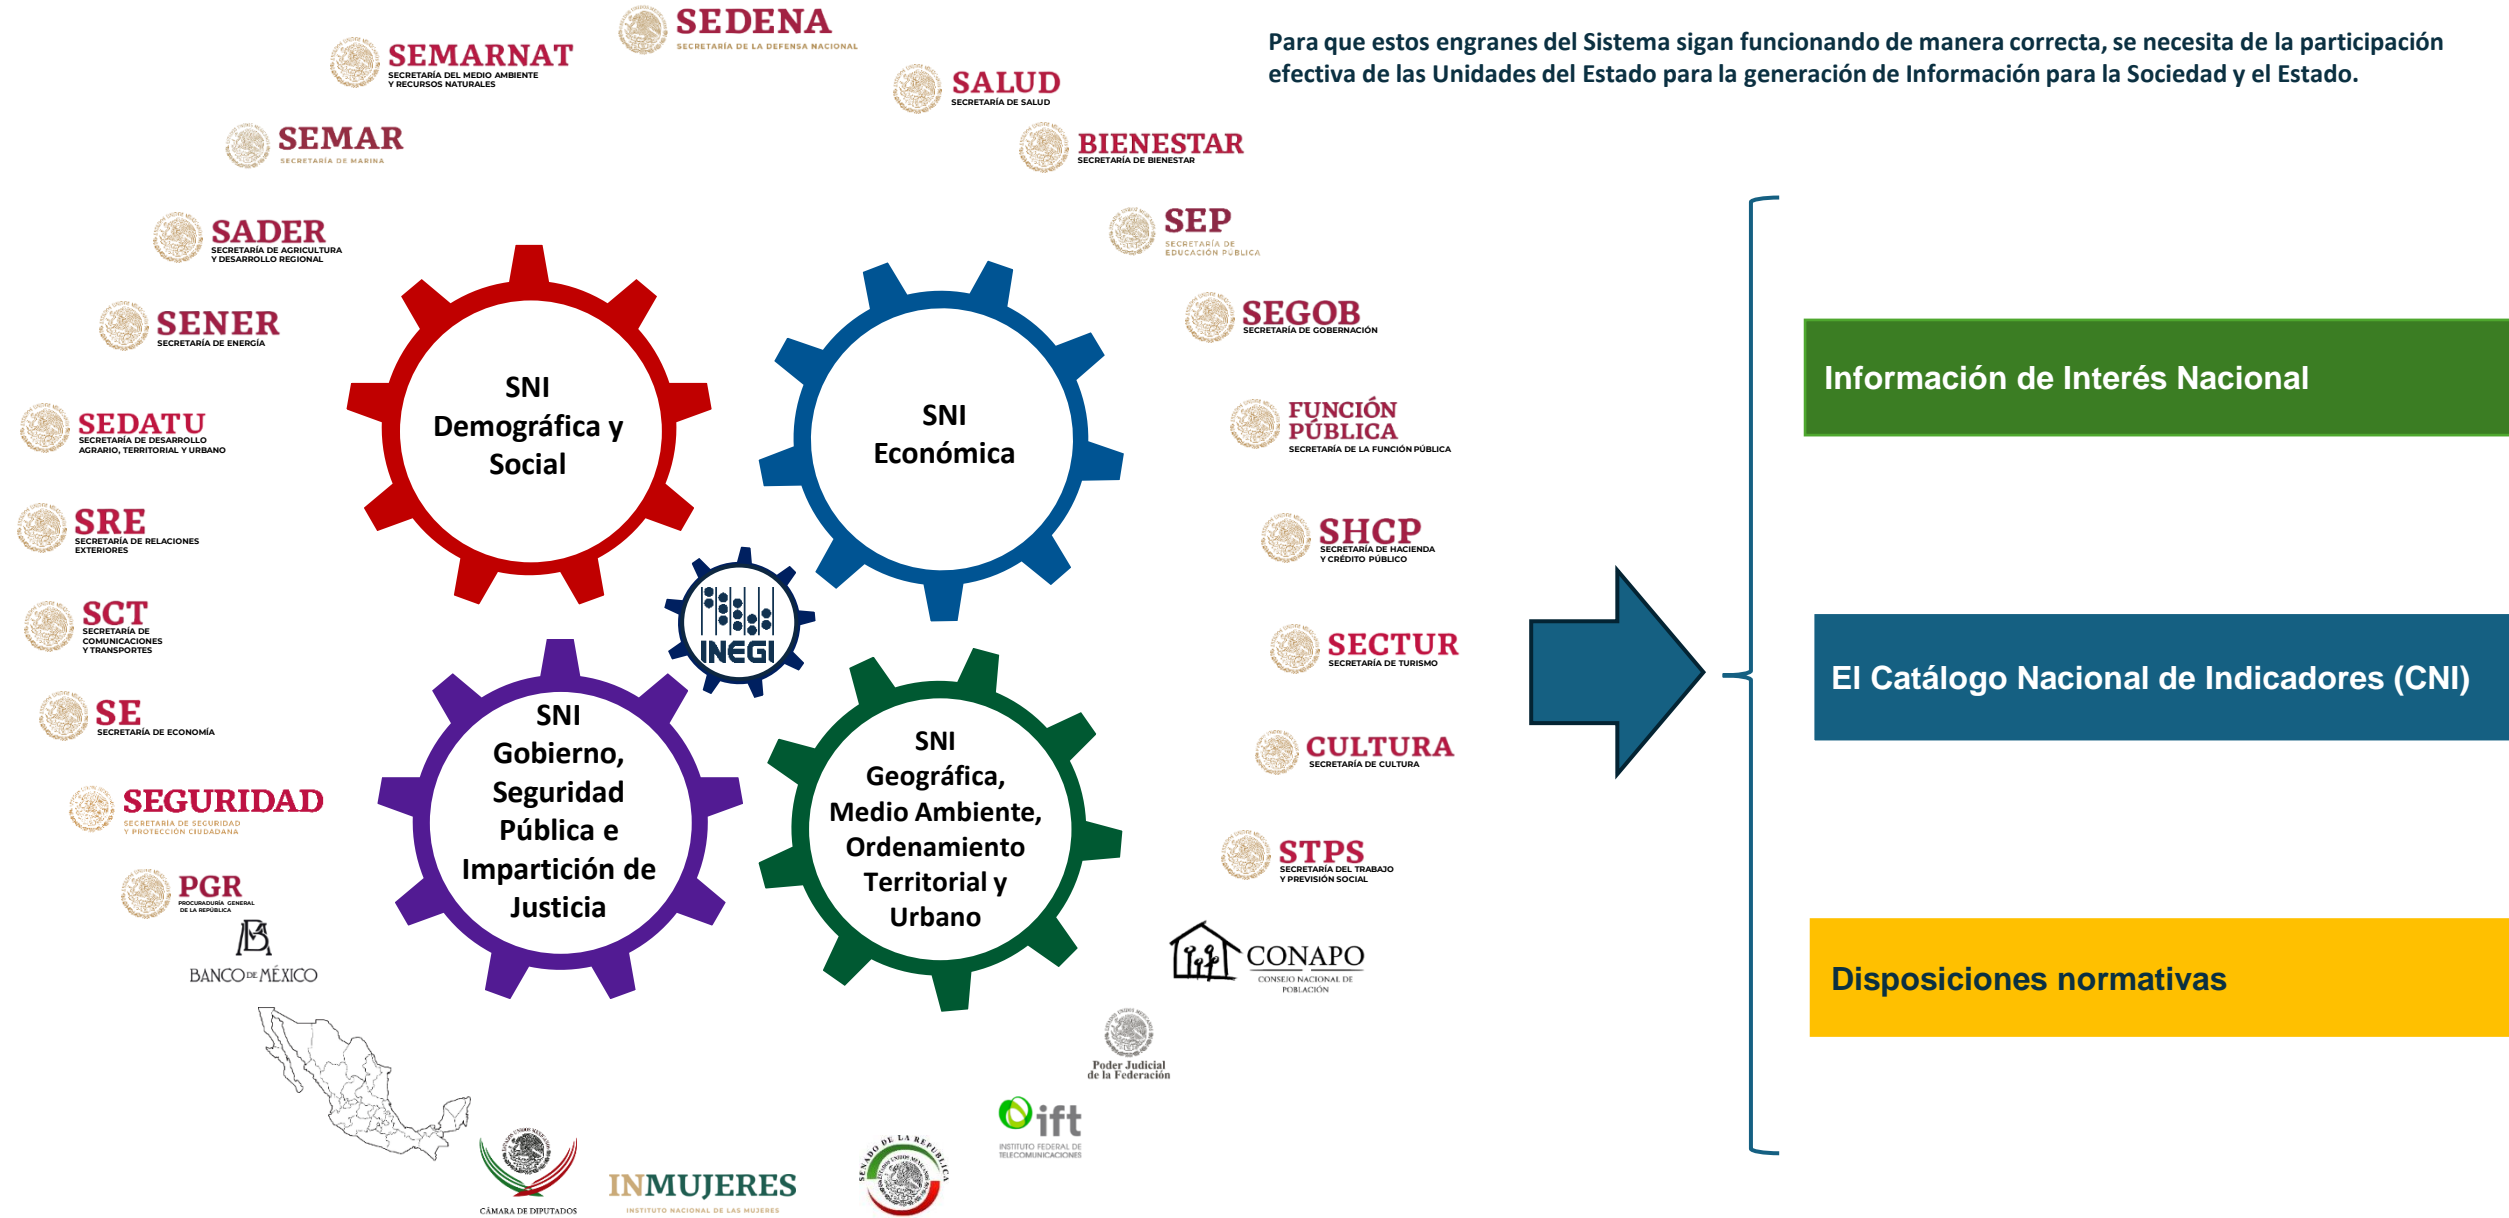 Para que estos engranes del Sistema sigan funcionando de manera correcta, se necesita de la participación
efectiva de las Unidades del Estado para la generación de Información para la Sociedad y el Estado.
SEDENA
SECRETARÍA DE LA DEFENSA NACIONAL
SEMARNAT
SECRETARÍA DEL MEDIO AMBIENTE
Y RECURSOS NATURALES
SALUD
SECRETARÍA DE SALUD
SEMAR
SECRETARÍA DE MARINA
BIENESTAR
SECRETARÍA DE BIENESTAR
SADER
SECRETARÍA DE AGRICULTURA
Y DESARROLLO REGIONAL
SEP
SECRETARÍA DE
EDUCACIÓN PÚBLICA
SENER
SECRETARÍA DE ENERGÍA
SEGOB
SECRETARÍA DE GOBERNACIÓN
SEDATU
SECRETARÍA DE DESARROLLO
AGRARIO, TERRITORIAL Y URBANO
FUNCIÓN
PÚBLICA
SECRETARÍA DE LA FUNCIÓN PÚBLICA
SRE
SECRETARÍA DE RELACIONES
EXTERIORES
SHCP
SECRETARÍA DE HACIENDA
Y CRÉDITO PÚBLICO
SCT
SECRETARÍA DE
COMUNICACIONES
Y TRANSPORTES
SECTUR
SECRETARÍA DE TURISMO
SE
SECRETARÍA DE ECONOMÍA
CULTURA
SECRETARÍA DE CULTURA
SEGURIDAD
SECRETARÍA DE SEGURIDAD
Y PROTECCIÓN CIUDADANA
STPS
SECRETARÍA DEL TRABAJO
Y PREVISIÓN SOCIAL
PGR
PROCURADURÍA GENERAL
DE LA REPÚBLICA
BANCO DE MÉXICO
CONAPO
CONSEJO NACIONAL DE
POBLACIÓN
Poder Judicial
de la Federación
ift
INSTITUTO FEDERAL DE
TELECOMUNICACIONES
CÁMARA DE DIPUTADOS
INMUJERES
INSTITUTO NACIONAL DE LAS MUJERES
SENADO DE LA REPÚBLICA
SNI
Demográfica y
Social
SNI
Económica
INEGI
SNI
Gobierno,
Seguridad
Pública e
Impartición de
Justicia
SNI
Geográfica,
Medio Ambiente,
Ordenamiento
Territorial y
Urbano
Información de Interés Nacional
El Catálogo Nacional de Indicadores (CNI)
Disposiciones normativas